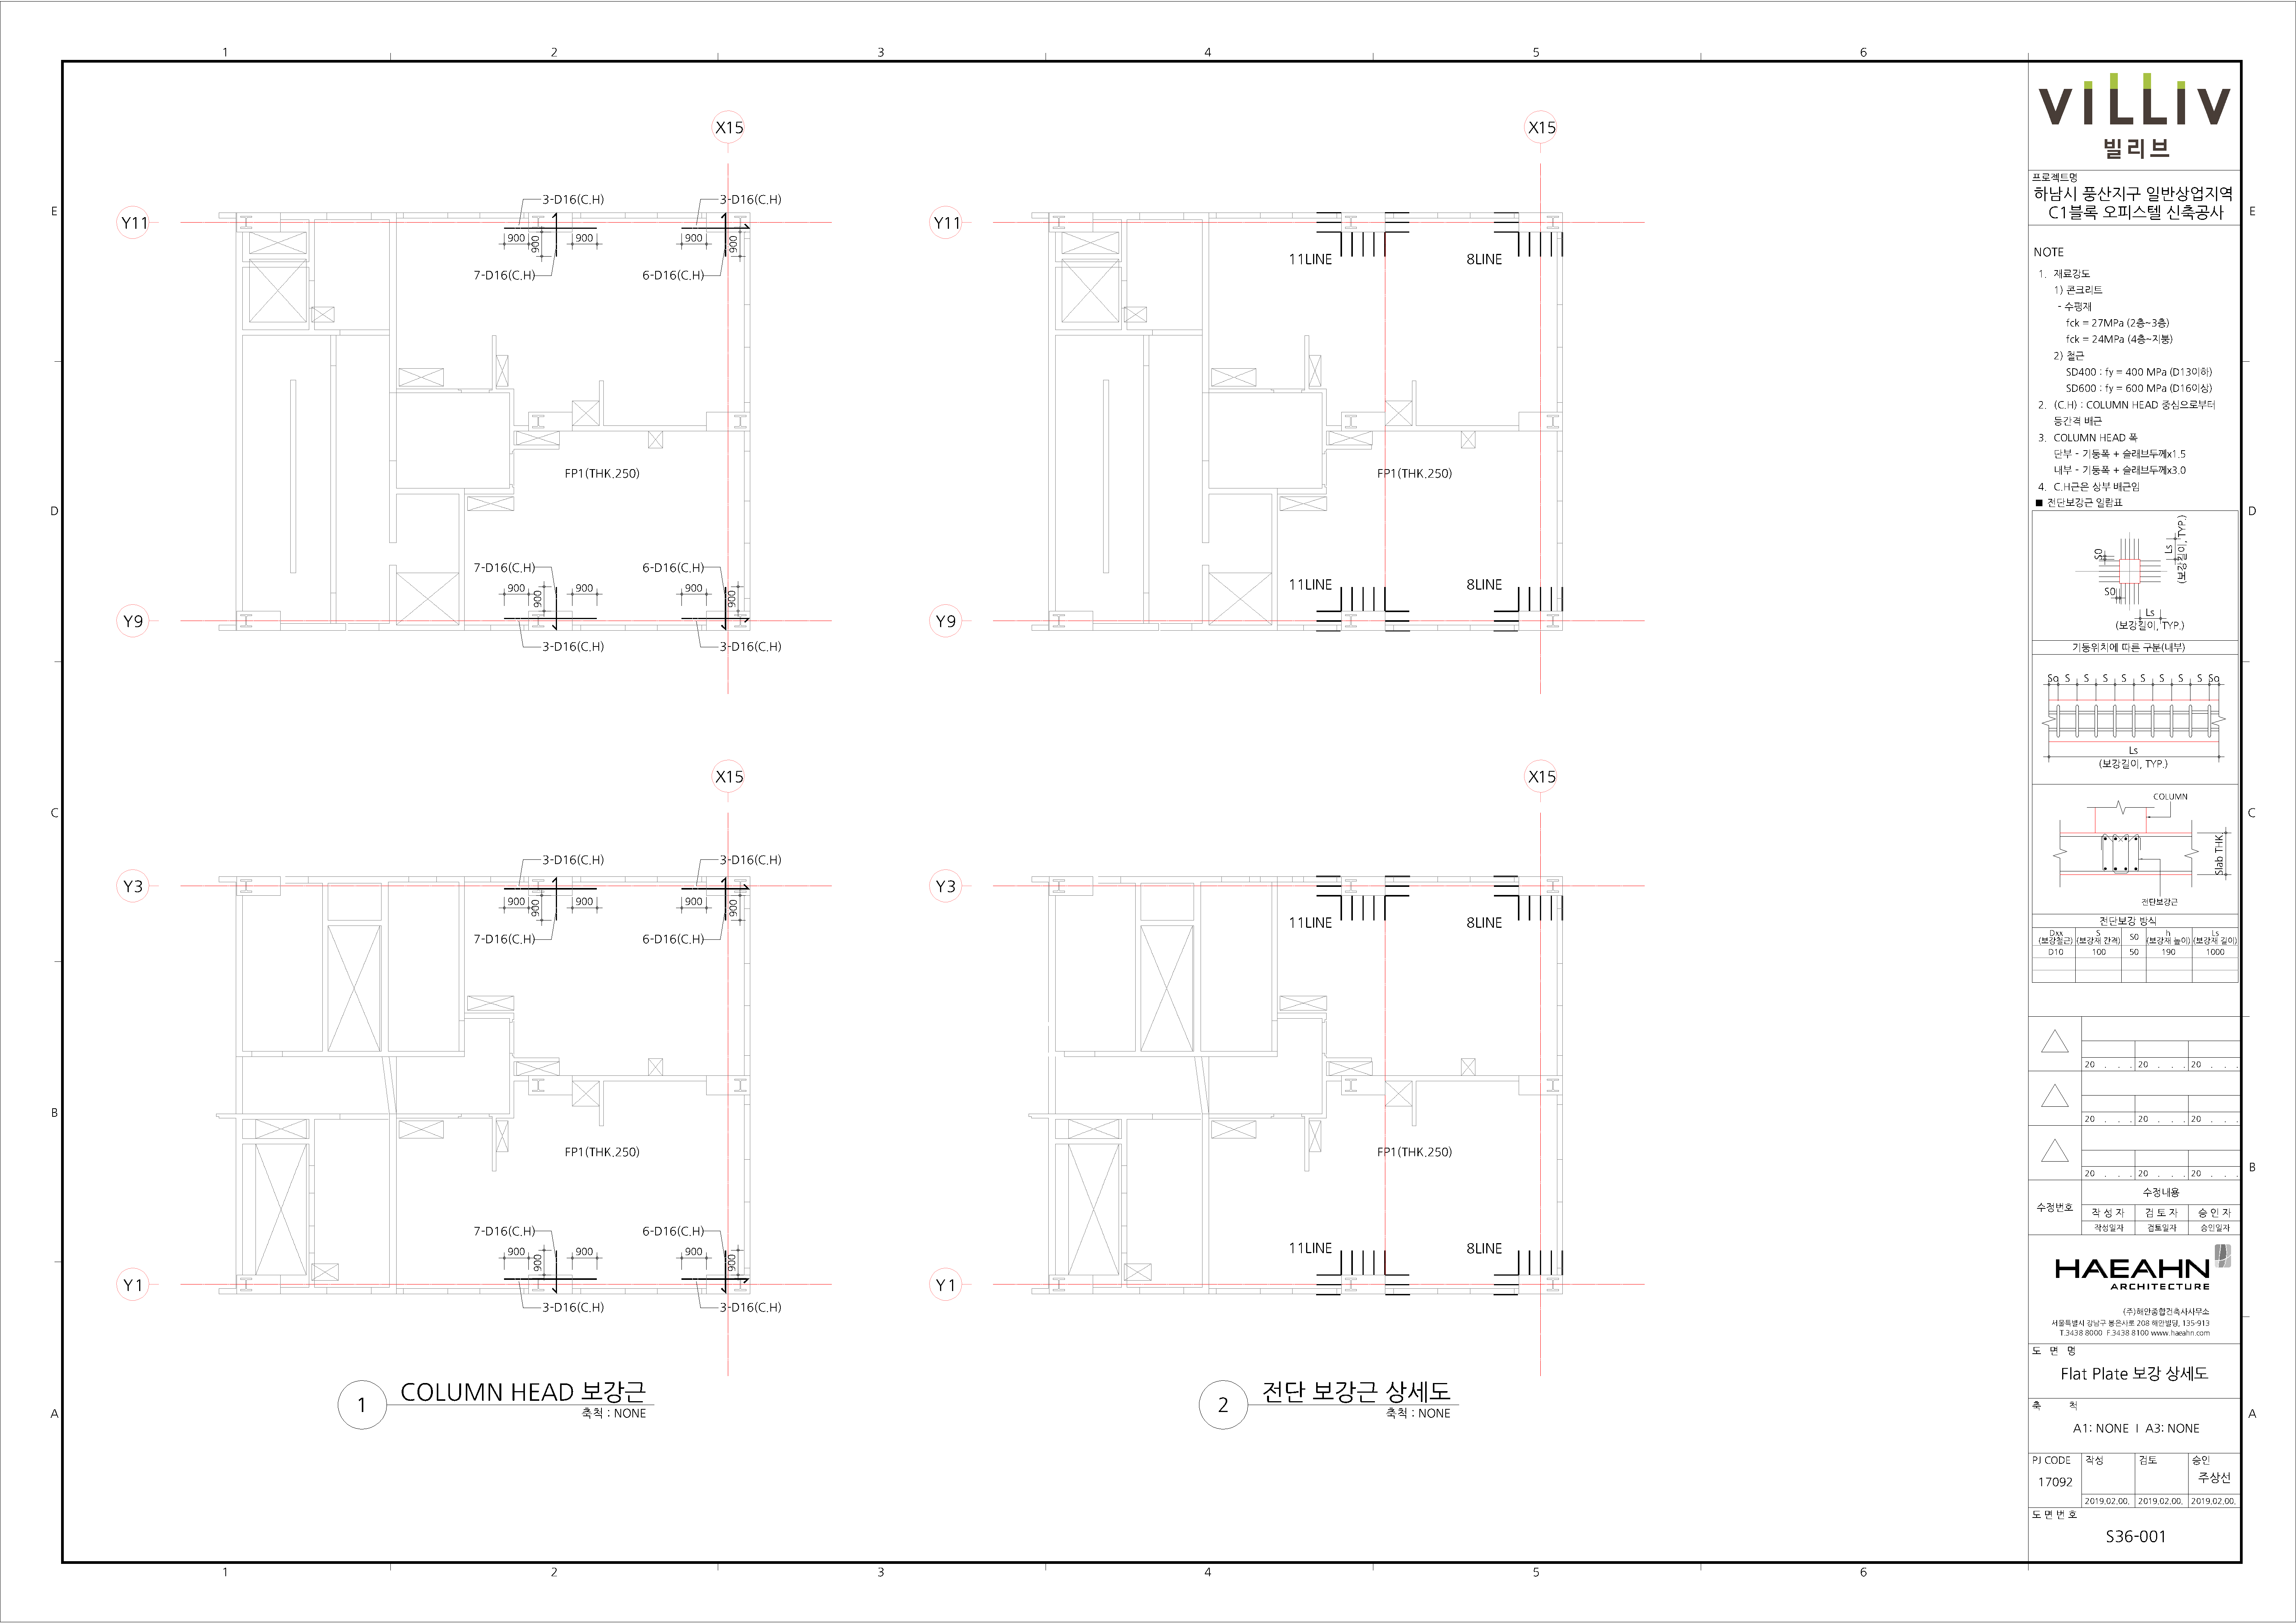 1 2 3 4 5 6
E
D
C
B
A
X15
Y11
3-D16(C.H)
3-D16(C.H)
900
900
900
900
900
7-D16(C.H)
6-D16(C.H)
FP1(THK.250)
7-D16(C.H)
6-D16(C.H)
900
900
900
900
900
Y9
3-D16(C.H)
3-D16(C.H)
X15
Y3
3-D16(C.H)
3-D16(C.H)
900
900
900
900
900
7-D16(C.H)
6-D16(C.H)
FP1(THK.250)
7-D16(C.H)
6-D16(C.H)
900
900
900
900
900
Y1
3-D16(C.H)
3-D16(C.H)
1
COLUMN HEAD 보강근
축척 : NONE
X15
Y11
11LINE
8LINE
FP1(THK.250)
11LINE
8LINE
Y9
X15
Y3
11LINE
8LINE
FP1(THK.250)
11LINE
8LINE
Y1
2
전단 보강근 상세도
축척 : NONE
VILLIV
빌리브
프로젝트명
하남시 풍산지구 일반상업지역
C1블록 오피스텔 신축공사
NOTE
1. 재료강도
1) 콘크리트
- 수평재
fck = 27MPa (2층~3층)
fck = 24MPa (4층~지붕)
2) 철근
SD400 : fy = 400 MPa (D13이하)
SD600 : fy = 600 MPa (D16이상)
2. (C.H) : COLUMN HEAD 중심으로부터
등간격 배근
3. COLUMN HEAD 폭
단부 - 기둥폭 + 슬래브두께x1.5
내부 - 기둥폭 + 슬래브두께x3.0
4. C.H근은 상부 배근임
■ 전단보강근 일람표
S0
Ls
(보강길이, TYP.)
S0
Ls
(보강길이, TYP.)
기둥위치에 따른 구분(내부)
So S S S S S S S S So
Ls
(보강길이, TYP.)
COLUMN
Slab THK
전단보강근
전단보강 방식
Dxx S S0 h Ls
(보강철근) (보강재 간격) (보강재 높이) (보강재 길이)
D10 100 50 190 1000
20 . . . 20 . . . 20 . . .
20 . . . 20 . . . 20 . . .
20 . . . 20 . . . 20 . . .
수정번호
수정내용
작 성 자 검 토 자 승 인 자
작성일자 검토일자 승인일자
HAEAHN
ARCHITECTURE
(주)해안종합건축사사무소
서울특별시 강남구 봉은사로 208 해안빌딩, 135-913
T.3438 8000 F.3438 8100 www.haeahn.com
도 면 명
Flat Plate 보강 상세도
축 척
A1: NONE I A3: NONE
PJ CODE 작성 검토 승인
17092 주상선
2019.02.00. 2019.02.00. 2019.02.00.
도 면 번 호
S36-001
E
D
C
B
A
1 2 3 4 5 6